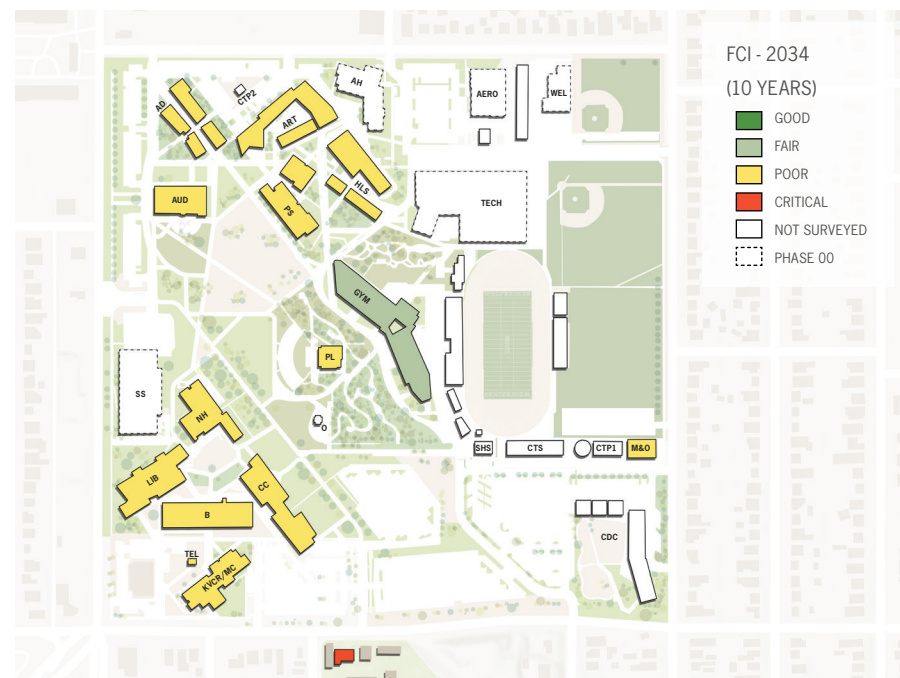 FCI - 2034
(10 YEARS)
GOOD
FAIR
POOR
CRITICAL
NOT SURVEYED
PHASE 00
AH
AERO
WEL
CTP2
AD
ART
HLS
AUD
PS
TECH
GYM
PL
SS
NH
O
SHS
CTS
CTP1
M&O
LIB
CC
B
CDC
TEL
KVCR/MC